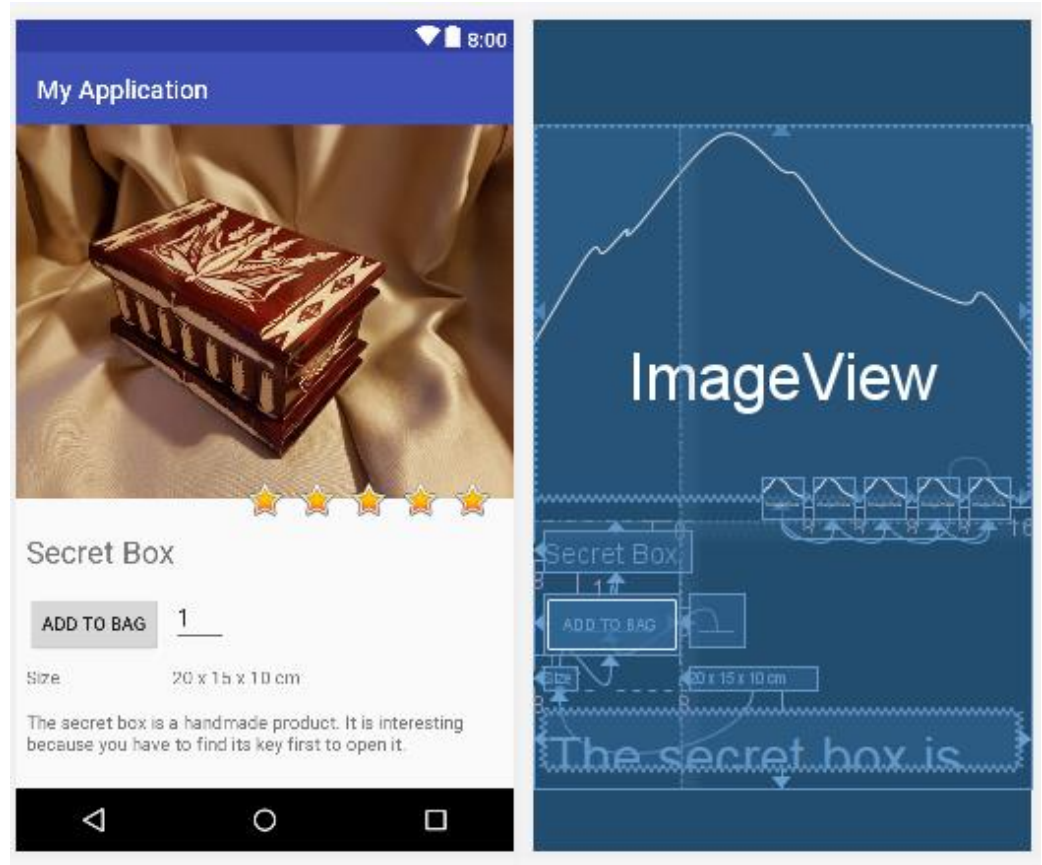 8:00
My Application
Secret Box
ADD TO BAG 1
Size 20 x 15 x 10 cm
The secret box is a handmade product. It is interesting
because you have to find its key first to open it.
ImageView
Secret Box
ADD TO BAG
Size 20 x 15 x 10 cm
The secret box is